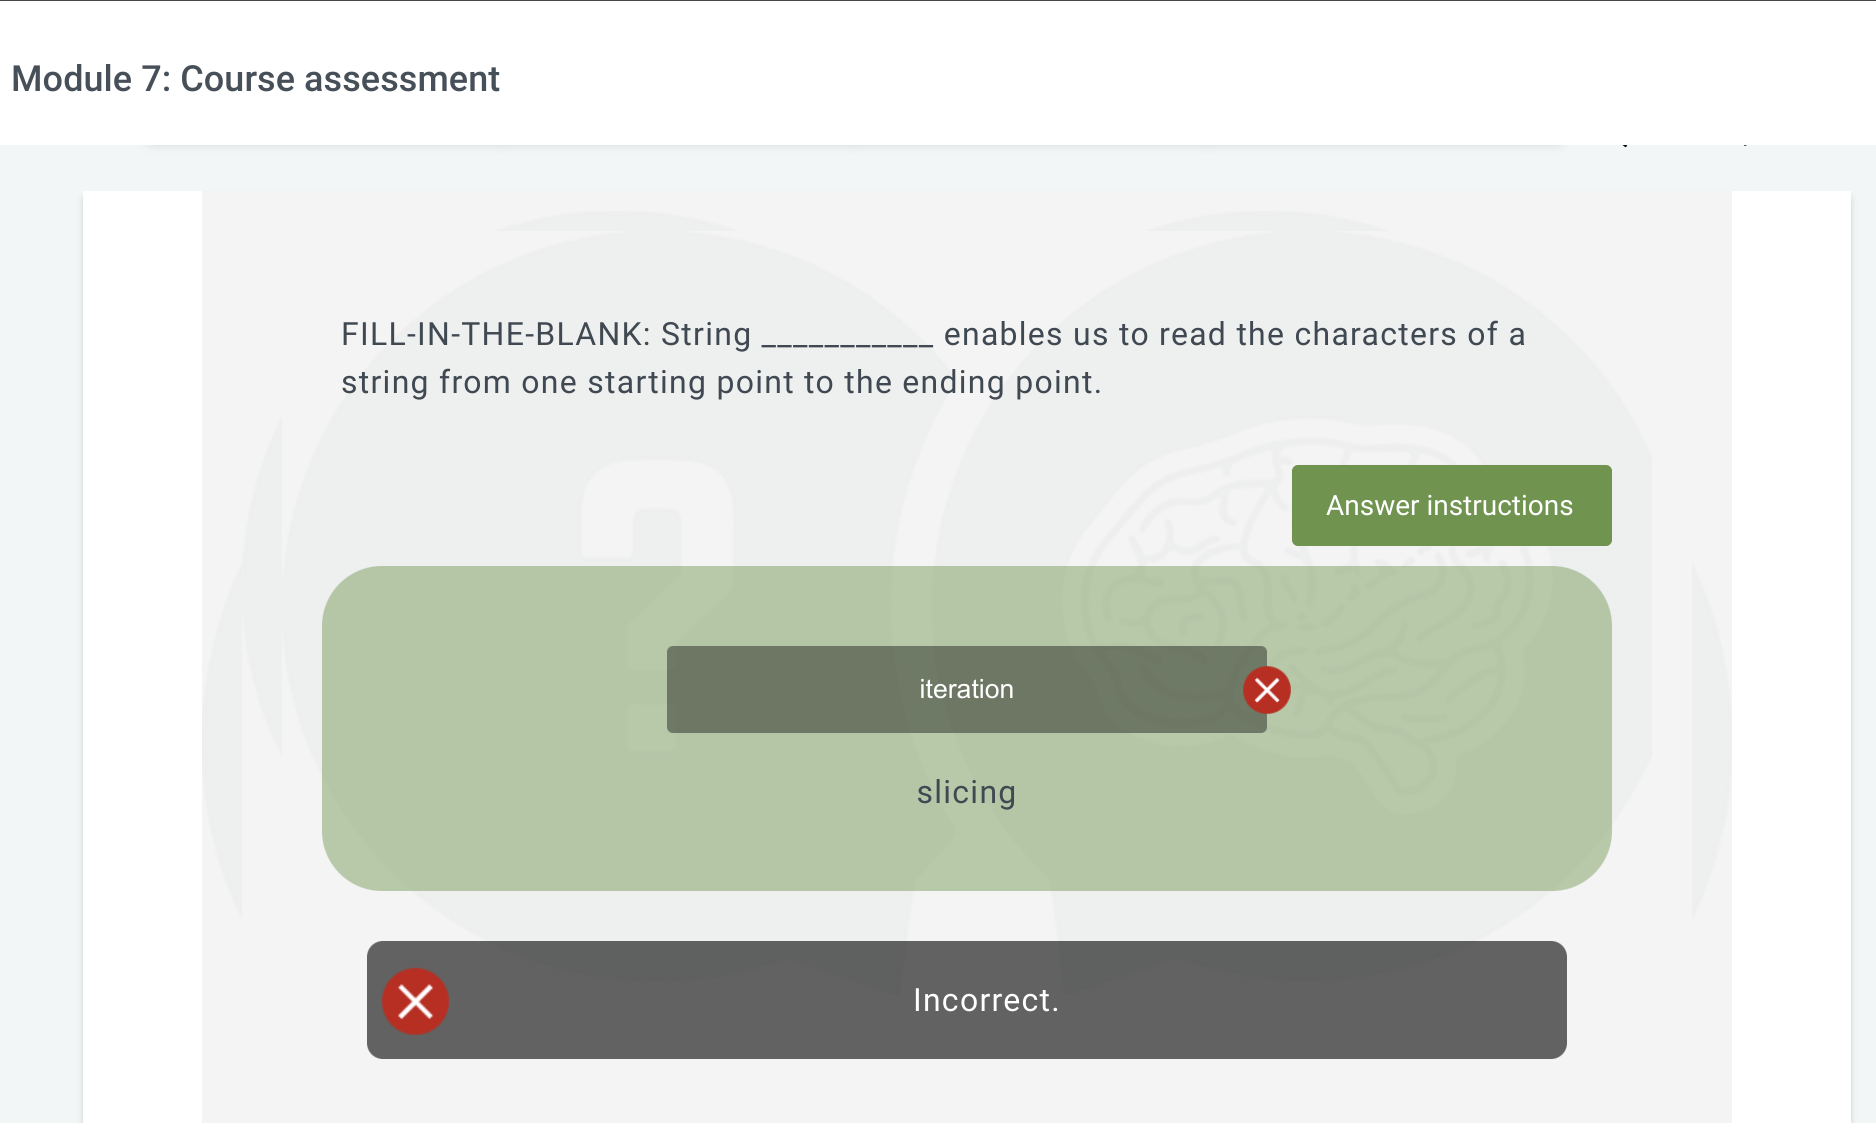 Module 7: Course assessment
FILL-IN-THE-BLANK: String ___________ enables us to read the characters of a
string from one starting point to the ending point.
Answer instructions
iteration
slicing
Incorrect.